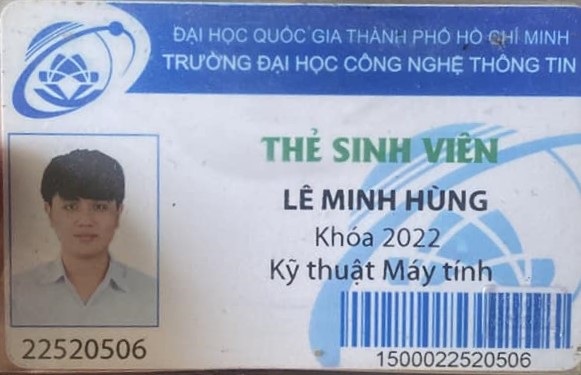 ĐẠI HỌC QUỐC GIA THÀNH PHỐ HỒ CHÍ MINH
TRƯỜNG ĐẠI HỌC CÔNG NGHỆ THÔNG TIN
THẺ SINH VIÊN
LÊ MINH HÙNG
Khóa 2022
Kỹ thuật Máy tính
22520506
1500022520506